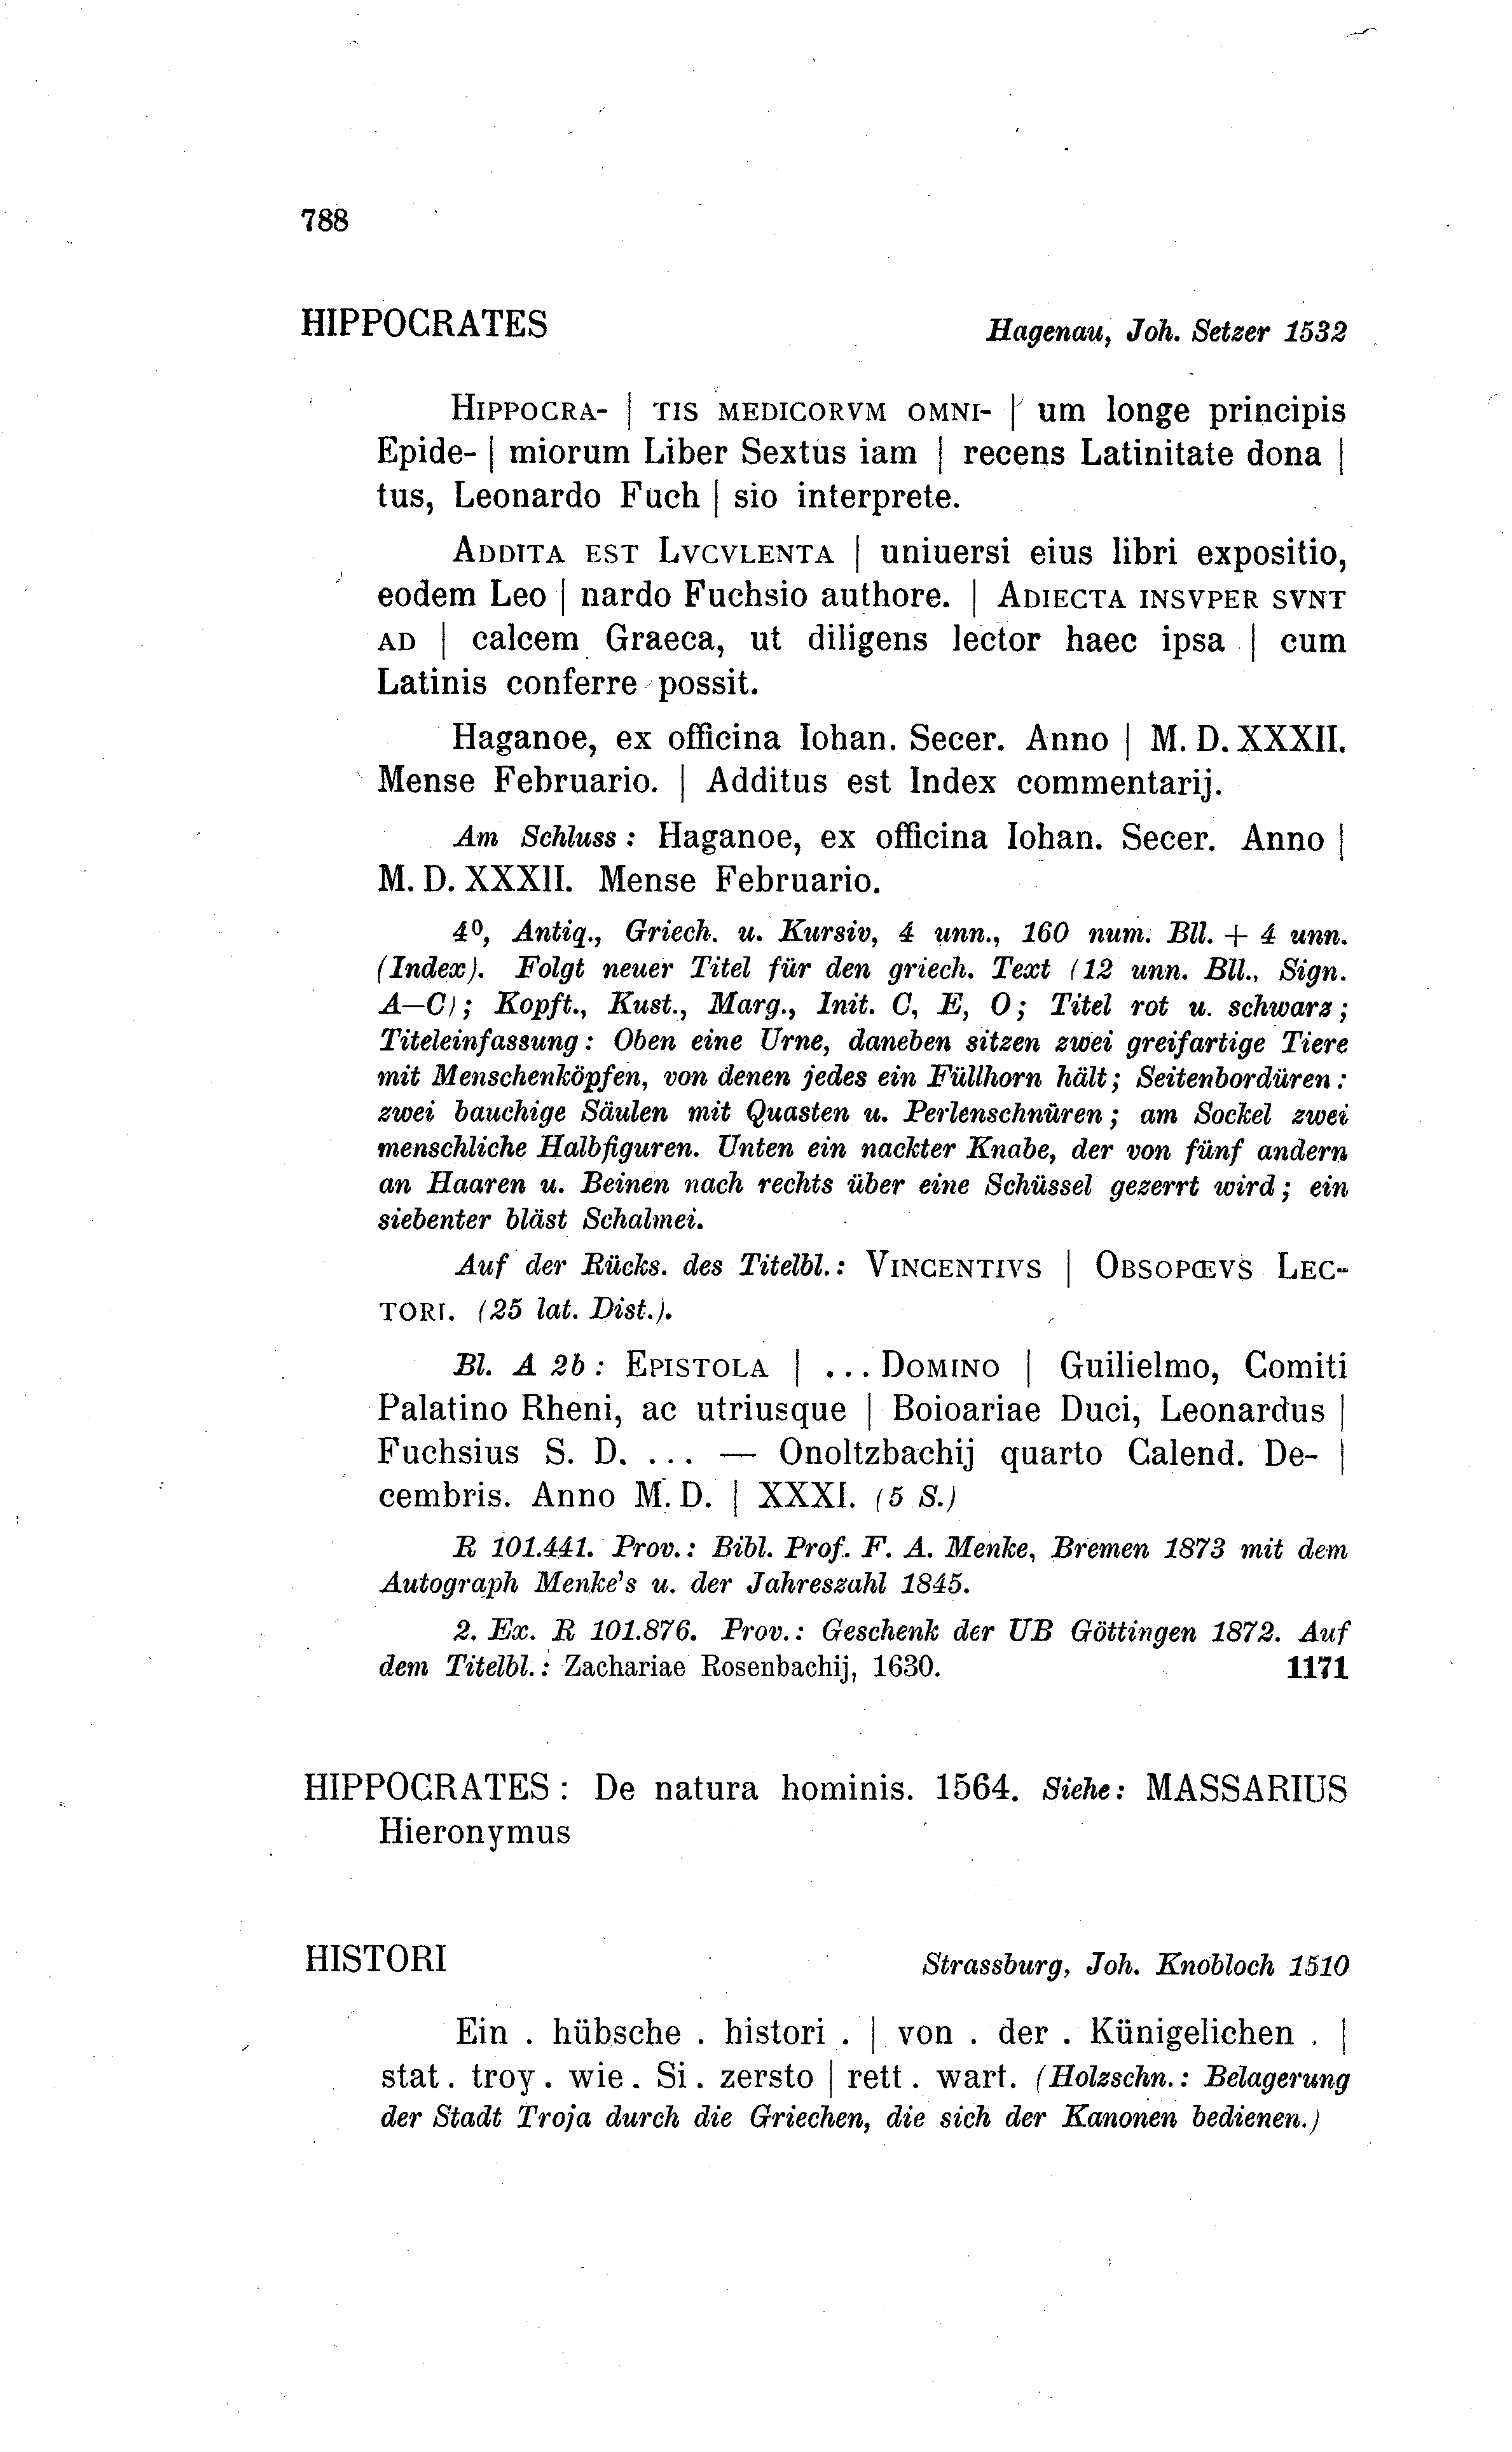 788
HIPPOCRATES Hagenau, Joh. Setzer 1532
HIPPOCRA- | TIS MEDICORVM OMNI- | um longe principis
Epide- | miorum Liber Sextus iam | recens Latinitate dona |
tus, Leonardo Fuch | sio interprete.
ADDITA EST LVCVLENTA | uniuersi eius libri expositio,
eodem Leo | nardo Fuchsio authore. | ADIECTA INSVPER SVNT
AD | calcem Graeca, ut diligens lector haec ipsa | cum
Latinis conferre possit.
Haganoe, ex officina Iohan. Secer. Anno | M. D. XXXII.
Mense Februario. | Additus est Index commentarij.
Am Schluss: Haganoe, ex officina Iohan. Secer. Anno |
M. D. XXXII. Mense Februario.
4⁰, Antiq., Griech. u. Kursiv, 4 unn., 160 num. Bll. + 4 unn.
(Index). Folgt neuer Titel für den griech. Text (12 unn. Bll., Sign.
A—C); Kopft., Kust., Marg., Init. C, E, O; Titel rot u. schwarz;
Titeleinfassung: Oben eine Urne, daneben sitzen zwei greifartige Tiere
mit Menschenköpfen, von denen jedes ein Füllhorn hält; Seitenbordüren:
zwei bauchige Säulen mit Quasten u. Perlenschnüren; am Sockel zwei
menschliche Halbfiguren. Unten ein nackter Knabe, der von fünf andern
an Haaren u. Beinen nach rechts über eine Schüssel gezerrt wird; ein
siebenter bläst Schalmei.
Auf der Rücks. des Titelbl.: VINCENTIVS | OBSOPŒVS LEC-
TORI. (25 lat. Dist.).
Bl. A 2b: EPISTOLA | ... DOMINO | Guilielmo, Comiti
Palatino Rheni, ac utriusque | Boioariae Duci, Leonardus |
Fuchsius S. D. ... — Onoltzbachij quarto Calend. De- |
cembris. Anno M. D. | XXXI. (5 S.)
R 101.441. Prov.: Bibl. Prof. F. A. Menke, Bremen 1873 mit dem
Autograph Menke's u. der Jahreszahl 1845.
2. Ex. R 101.876. Prov.: Geschenk der UB Göttingen 1872. Auf
dem Titelbl.: Zachariae Rosenbachij, 1630. 1171
HIPPOCRATES: De natura hominis. 1564. Siehe: MASSARIUS
Hieronymus
HISTORI Strassburg, Joh. Knobloch 1510
Ein . hübsche . histori . | von . der . Künigelichen . |
stat . troy . wie . Si . zersto | rett . wart. (Holzschn.: Belagerung
der Stadt Troja durch die Griechen, die sich der Kanonen bedienen.)